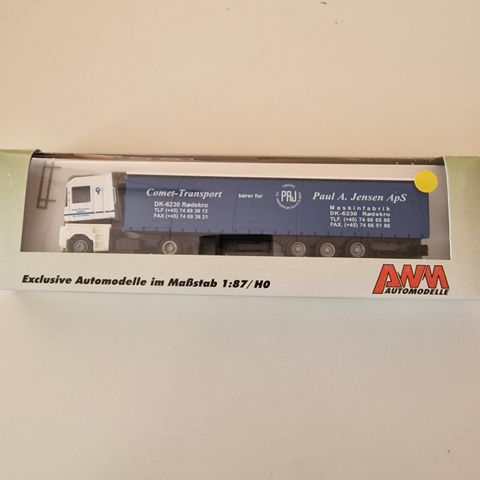 Comet-Transport
DK-6230 Rødekro
TLF (+45) 74 69 38 12
FAX (+45) 74 69 38 21
kører for
PRJ
Paul A. Jensen ApS
Maskinfabrik
DK-6230 Rødekro
TLF. (+45) 74 66 65 66
FAX. (+45) 74 66 51 66
Exclusive Automodelle im Maßstab 1:87/H0
AWM
AUTOMODELLE